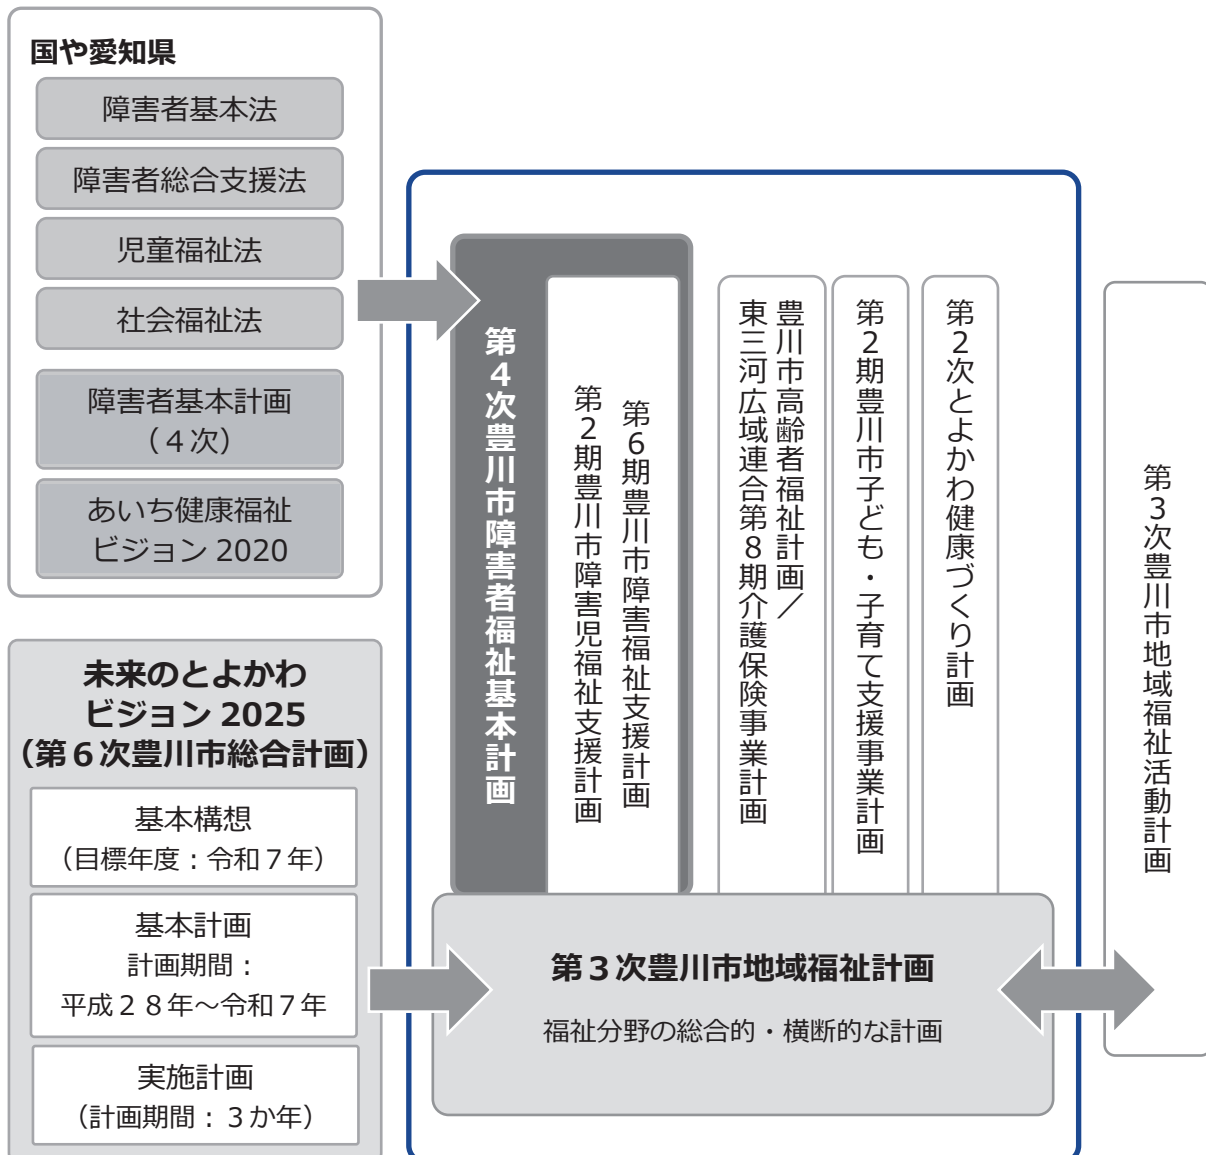 国や愛知県
障害者基本法
障害者総合支援法
児童福祉法
社会福祉法
障害者基本計画
（４次）
あいち健康福祉
ビジョン 2020
未来のとよかわ
ビジョン 2025
（第６次豊川市総合計画）
基本構想
（目標年度：令和７年）
基本計画
計画期間：
平成２８年～令和７年
実施計画
（計画期間：３か年）
第４次豊川市障害者福祉基本計画
第６期豊川市障害福祉支援計画
第２期豊川市障害児福祉支援計画
豊川市高齢者福祉計画／
東三河広域連合第８期介護保険事業計画
第２期豊川市子ども・子育て支援事業計画
第２次とよかわ健康づくり計画
第３次豊川市地域福祉計画
福祉分野の総合的・横断的な計画
第３次豊川市地域福祉活動計画